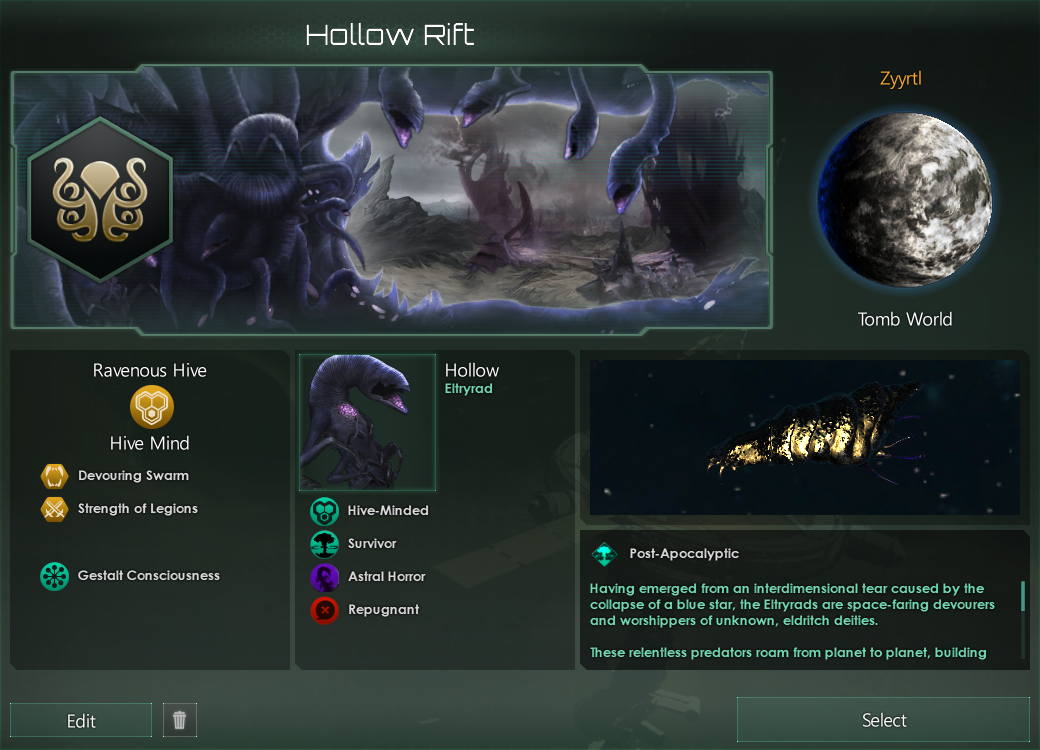 Hollow Rift
Zyyrtl
Tomb World
Ravenous Hive
Hive Mind
Devouring Swarm
Strength of Legions
Gestalt Consciousness
Hollow
Eltryrad
Hive-Minded
Survivor
Astral Horror
Repugnant
Post-Apocalyptic
Having emerged from an interdimensional tear caused by the
collapse of a blue star, the Eltryrads are space-faring devourers
and worshippers of unknown, eldritch deities.
These relentless predators roam from planet to planet, building
Edit
Select